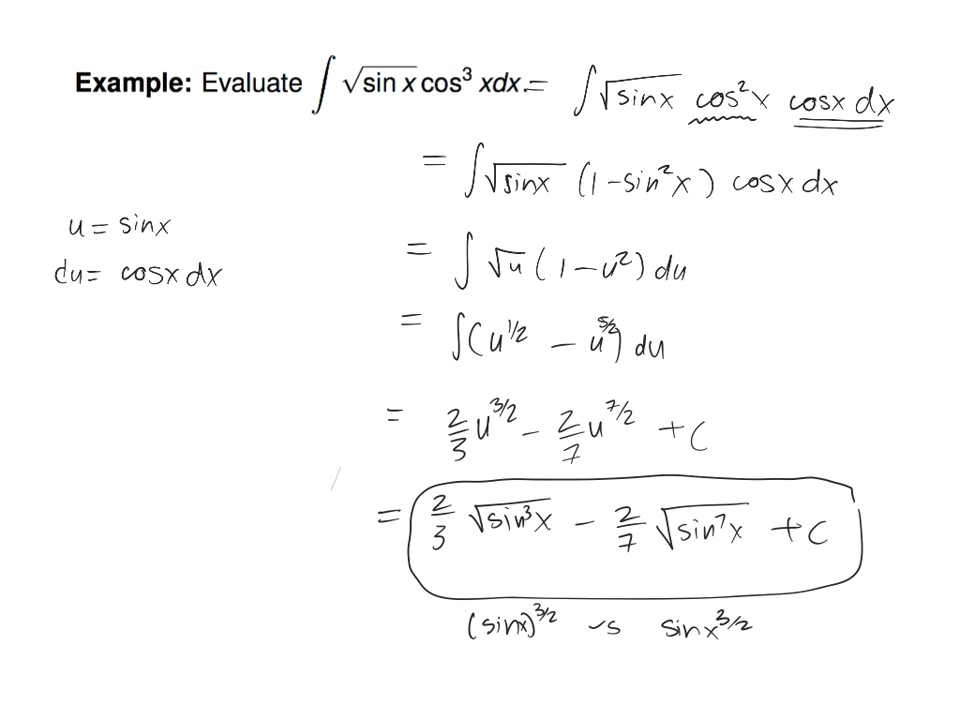 Example: Evaluate ∫ √sin x cos³ xdx. = ∫ √sinx cos²x cosx dx
= ∫ √sinx (1 - sin²x) cosx dx
u = sinx
du = cosx dx
= ∫ √u (1 - u²) du
= ∫(u^1/2 - u^5/2) du
= 2/3 u^3/2 - 2/7 u^7/2 + C
= 2/3 √sin³x - 2/7 √sin⁷x + C
(sinx)^3/2 vs sinx^3/2